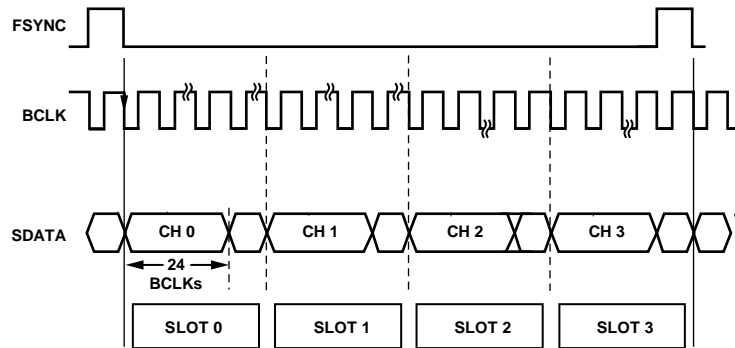 FSYNC
BCLK
SDATA
CH 0
CH 1
CH 2
CH 3
24
BCLKs
SLOT 0
SLOT 1
SLOT 2
SLOT 3